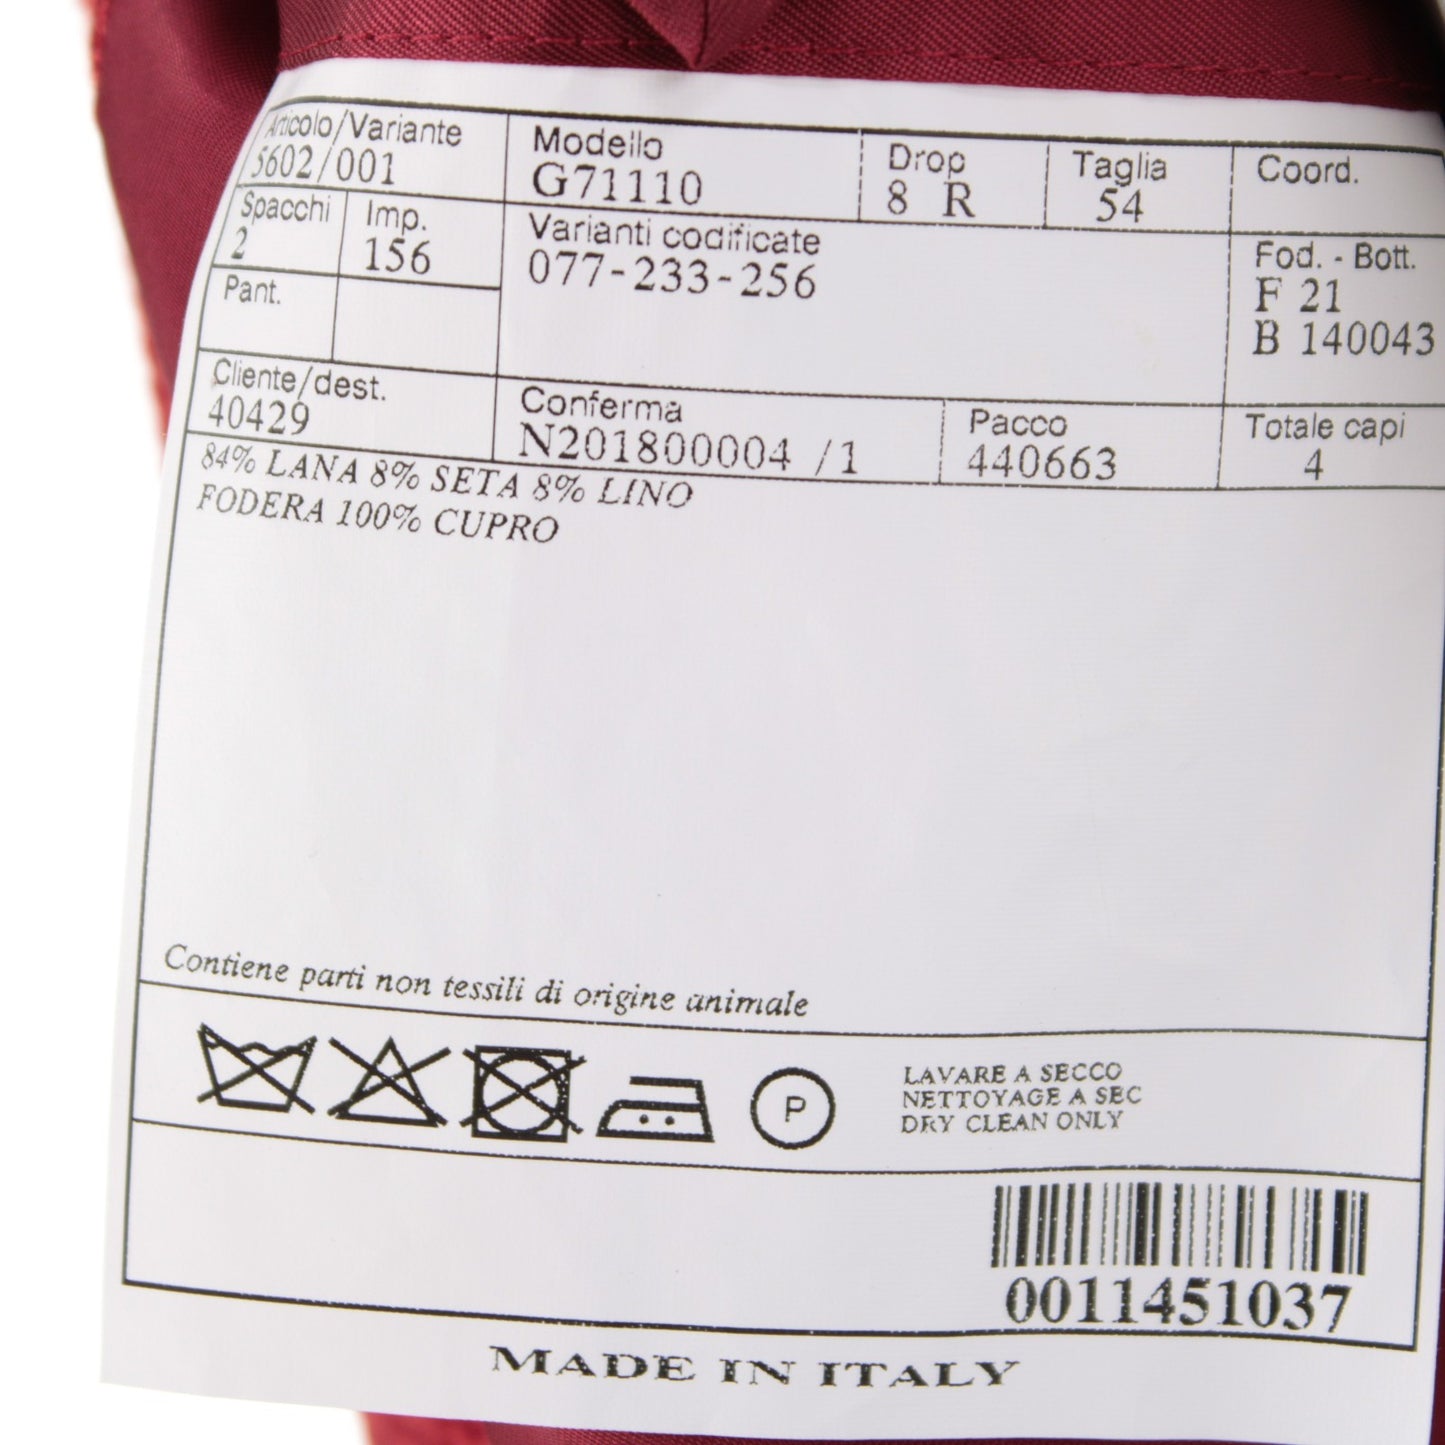 Articolo/Variante
5602/001
Modello
G71110
Drop
8 R
Taglia
54
Coord.
Spacchi
2
Imp.
156
Varianti codificate
077-233-256
Fod. - Bott.
F 21
B 140043
Pant.
Cliente/dest.
40429
Conferma
N201800004 /1
Pacco
440663
Totale capi
4
84% LANA 8% SETA 8% LINO
FODERA 100% CUPRO
Contiene parti non tessili di origine animale
P
LAVARE A SECCO
NETTOYAGE A SEC
DRY CLEAN ONLY
0011451037
MADE IN ITALY